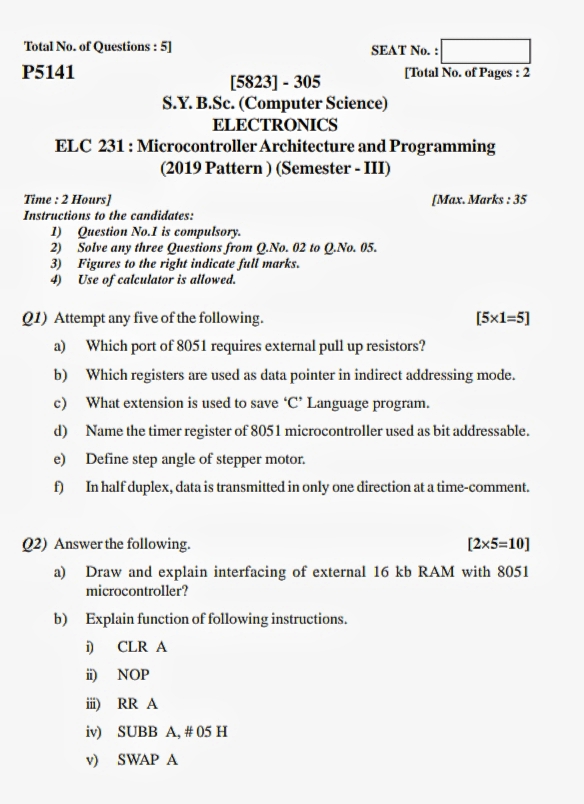 Total No. of Questions : 5]
SEAT No. :
P5141
[Total No. of Pages : 2
[5823] - 305
S.Y. B.Sc. (Computer Science)
ELECTRONICS
ELC 231 : Microcontroller Architecture and Programming
(2019 Pattern ) (Semester - III)
Time : 2 Hours]
[Max. Marks : 35
Instructions to the candidates:
1) Question No.1 is compulsory.
2) Solve any three Questions from Q.No. 02 to Q.No. 05.
3) Figures to the right indicate full marks.
4) Use of calculator is allowed.
Q1) Attempt any five of the following. [5×1=5]
a) Which port of 8051 requires external pull up resistors?
b) Which registers are used as data pointer in indirect addressing mode.
c) What extension is used to save ‘C’ Language program.
d) Name the timer register of 8051 microcontroller used as bit addressable.
e) Define step angle of stepper motor.
f) In half duplex, data is transmitted in only one direction at a time-comment.
Q2) Answer the following. [2×5=10]
a) Draw and explain interfacing of external 16 kb RAM with 8051
microcontroller?
b) Explain function of following instructions.
i) CLR A
ii) NOP
iii) RR A
iv) SUBB A, # 05 H
v) SWAP A